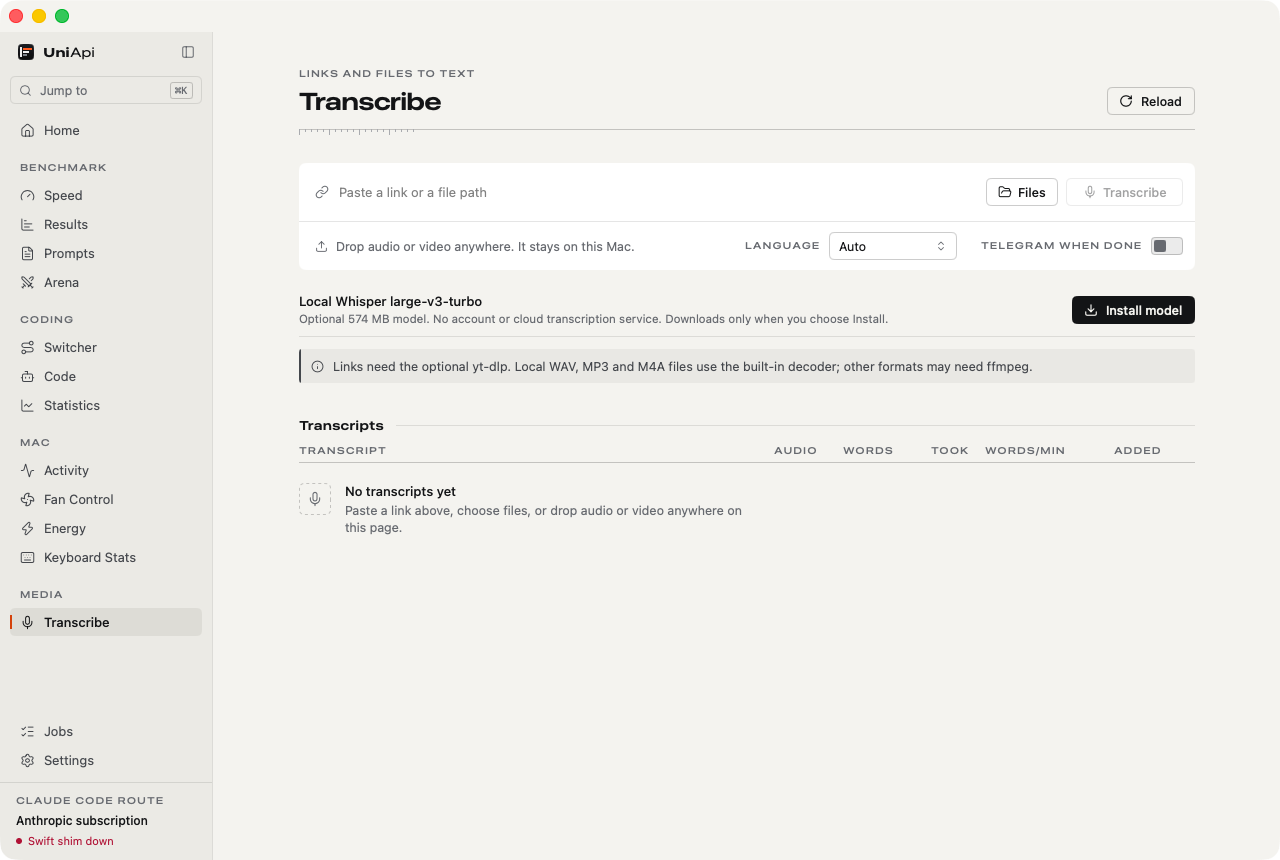 UniApi
Jump to ⌘K
Home
BENCHMARK
Speed
Results
Prompts
Arena
CODING
Switcher
Code
Statistics
MAC
Activity
Fan Control
Energy
Keyboard Stats
MEDIA
Transcribe
Jobs
Settings
CLAUDE CODE ROUTE
Anthropic subscription
Swift shim down
LINKS AND FILES TO TEXT
Transcribe
Reload
Paste a link or a file path
Files
Transcribe
Drop audio or video anywhere. It stays on this Mac.
LANGUAGE
Auto
TELEGRAM WHEN DONE
Local Whisper large-v3-turbo
Optional 574 MB model. No account or cloud transcription service. Downloads only when you choose Install.
Install model
Links need the optional yt-dlp. Local WAV, MP3 and M4A files use the built-in decoder; other formats may need ffmpeg.
Transcripts
TRANSCRIPT AUDIO WORDS TOOK WORDS/MIN ADDED
No transcripts yet
Paste a link above, choose files, or drop audio or video anywhere on
this page.